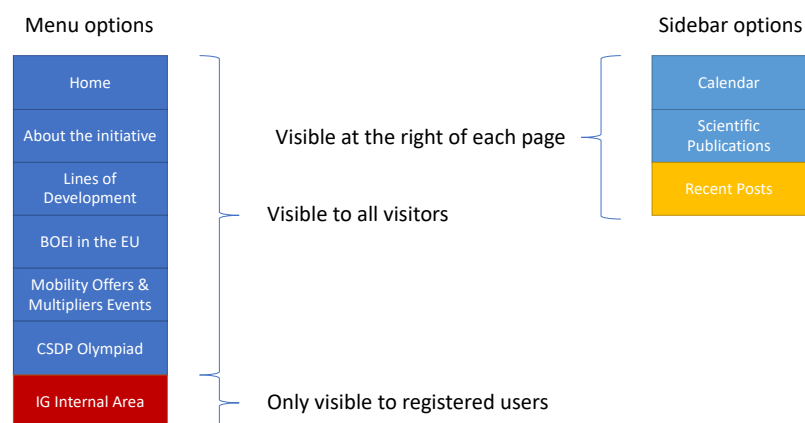 Menu options
Home
About the initiative
Lines of
Development
BOEI in the EU
Mobility Offers &
Multipliers Events
CSDP Olympiad
IG Internal Area
Visible to all visitors
Only visible to registered users
Sidebar options
Visible at the right of each page
Calendar
Scientific
Publications
Recent Posts